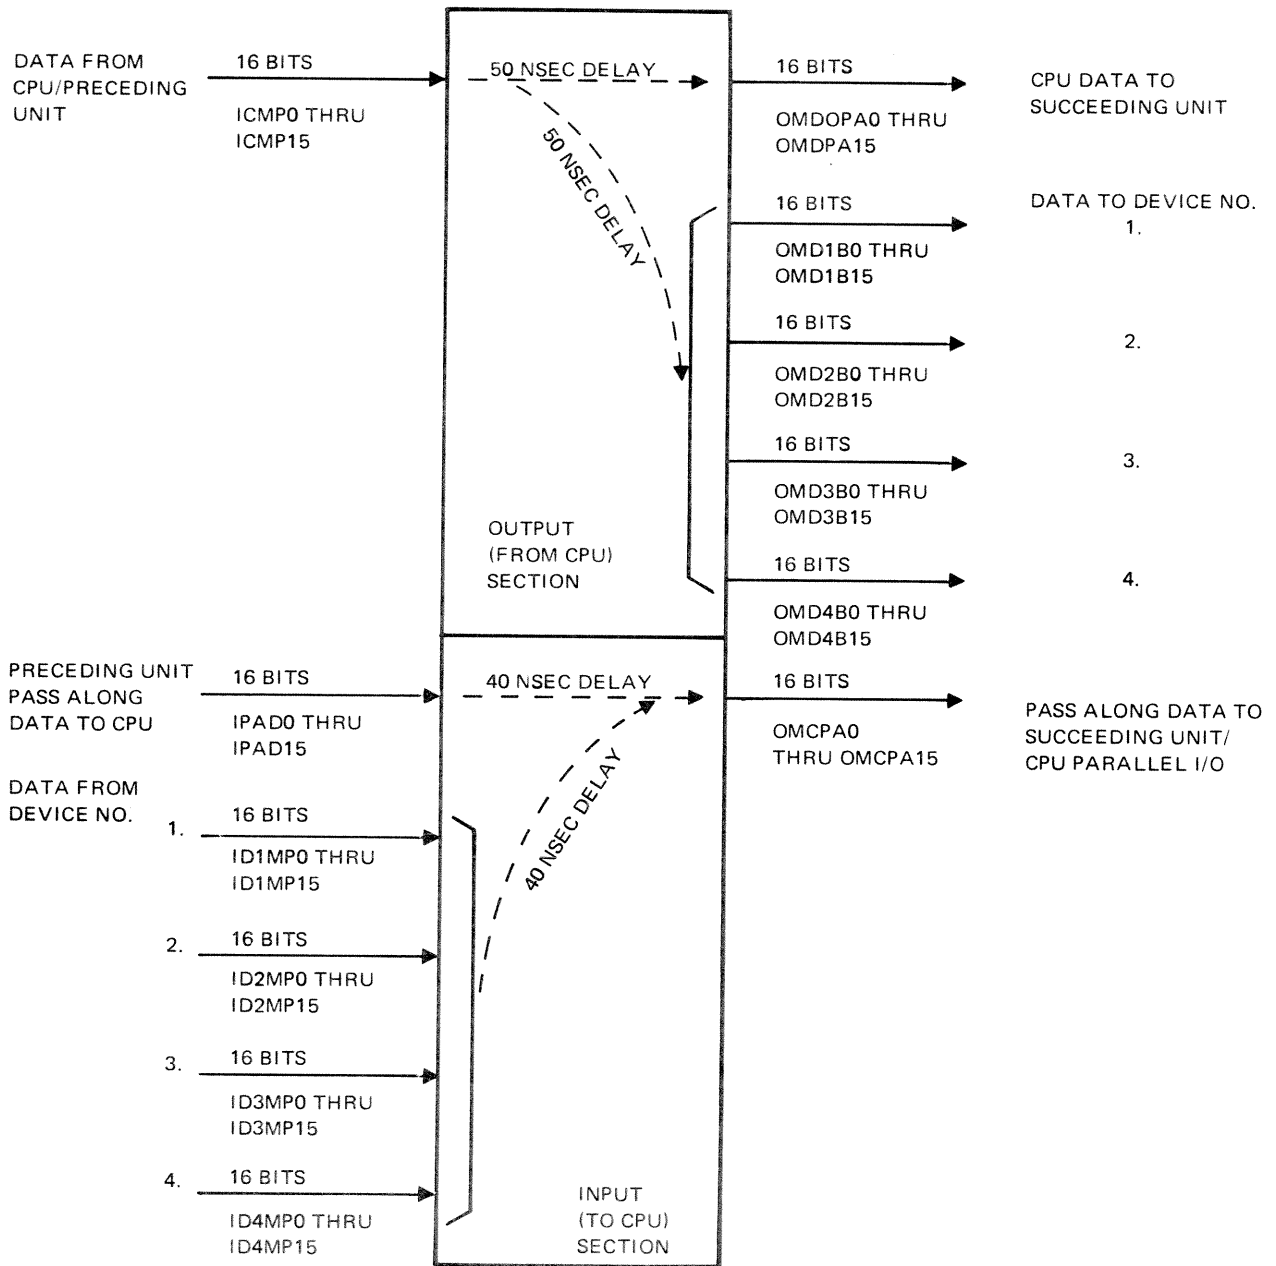 DATA FROM
CPU/PRECEDING
UNIT
16 BITS
ICMP0 THRU
ICMP15
50 NSEC DELAY
50 NSEC DELAY
16 BITS
OMDOPA0 THRU
OMDPA15
CPU DATA TO
SUCCEEDING UNIT
DATA TO DEVICE NO.
16 BITS
1.
OMD1B0 THRU
OMD1B15
16 BITS
2.
OMD2B0 THRU
OMD2B15
16 BITS
3.
OMD3B0 THRU
OMD3B15
16 BITS
4.
OMD4B0 THRU
OMD4B15
OUTPUT
(FROM CPU)
SECTION
PRECEDING UNIT
PASS ALONG
DATA TO CPU
16 BITS
IPAD0 THRU
IPAD15
40 NSEC DELAY
40 NSEC DELAY
16 BITS
OMCPA0
THRU OMCPA15
PASS ALONG DATA TO
SUCCEEDING UNIT/
CPU PARALLEL I/O
DATA FROM
DEVICE NO.
1.
16 BITS
ID1MP0 THRU
ID1MP15
2.
16 BITS
ID2MP0 THRU
ID2MP15
3.
16 BITS
ID3MP0 THRU
ID3MP15
4.
16 BITS
ID4MP0 THRU
ID4MP15
INPUT
(TO CPU)
SECTION